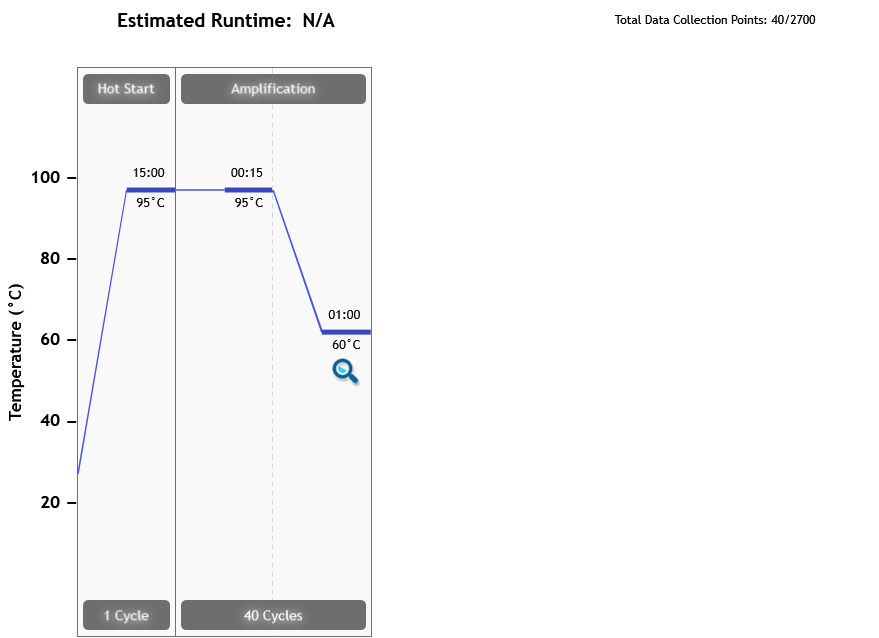 Estimated Runtime: N/A
Total Data Collection Points: 40/2700
Hot Start
Amplification
15:00
00:15
95°C
95°C
01:00
60°C
100
80
60
40
20
Temperature (°C)
1 Cycle
40 Cycles